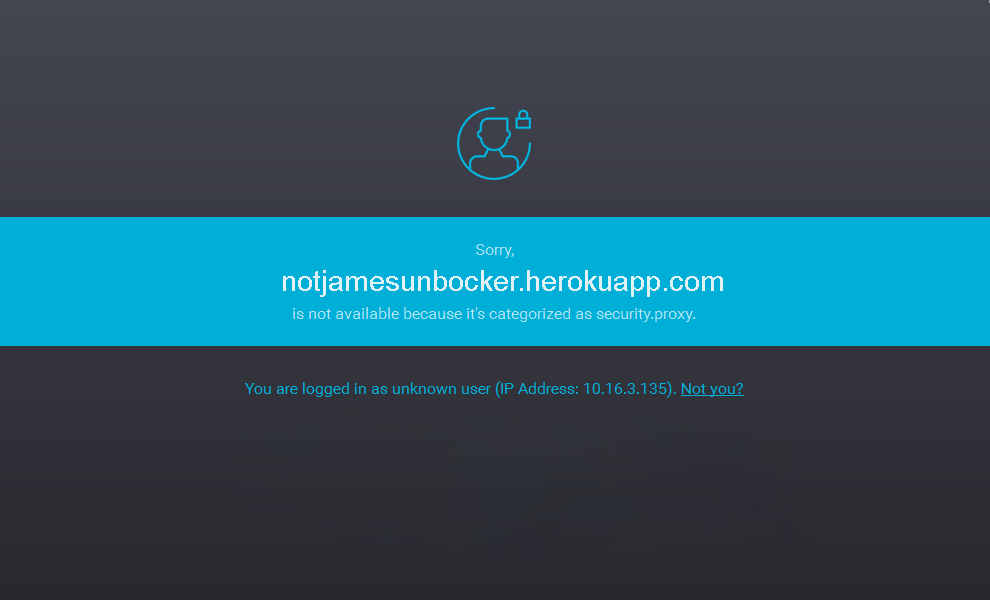 Sorry,
notjamesunbocker.herokuapp.com
is not available because it's categorized as security.proxy.
You are logged in as unknown user (IP Address: 10.16.3.135). Not you?